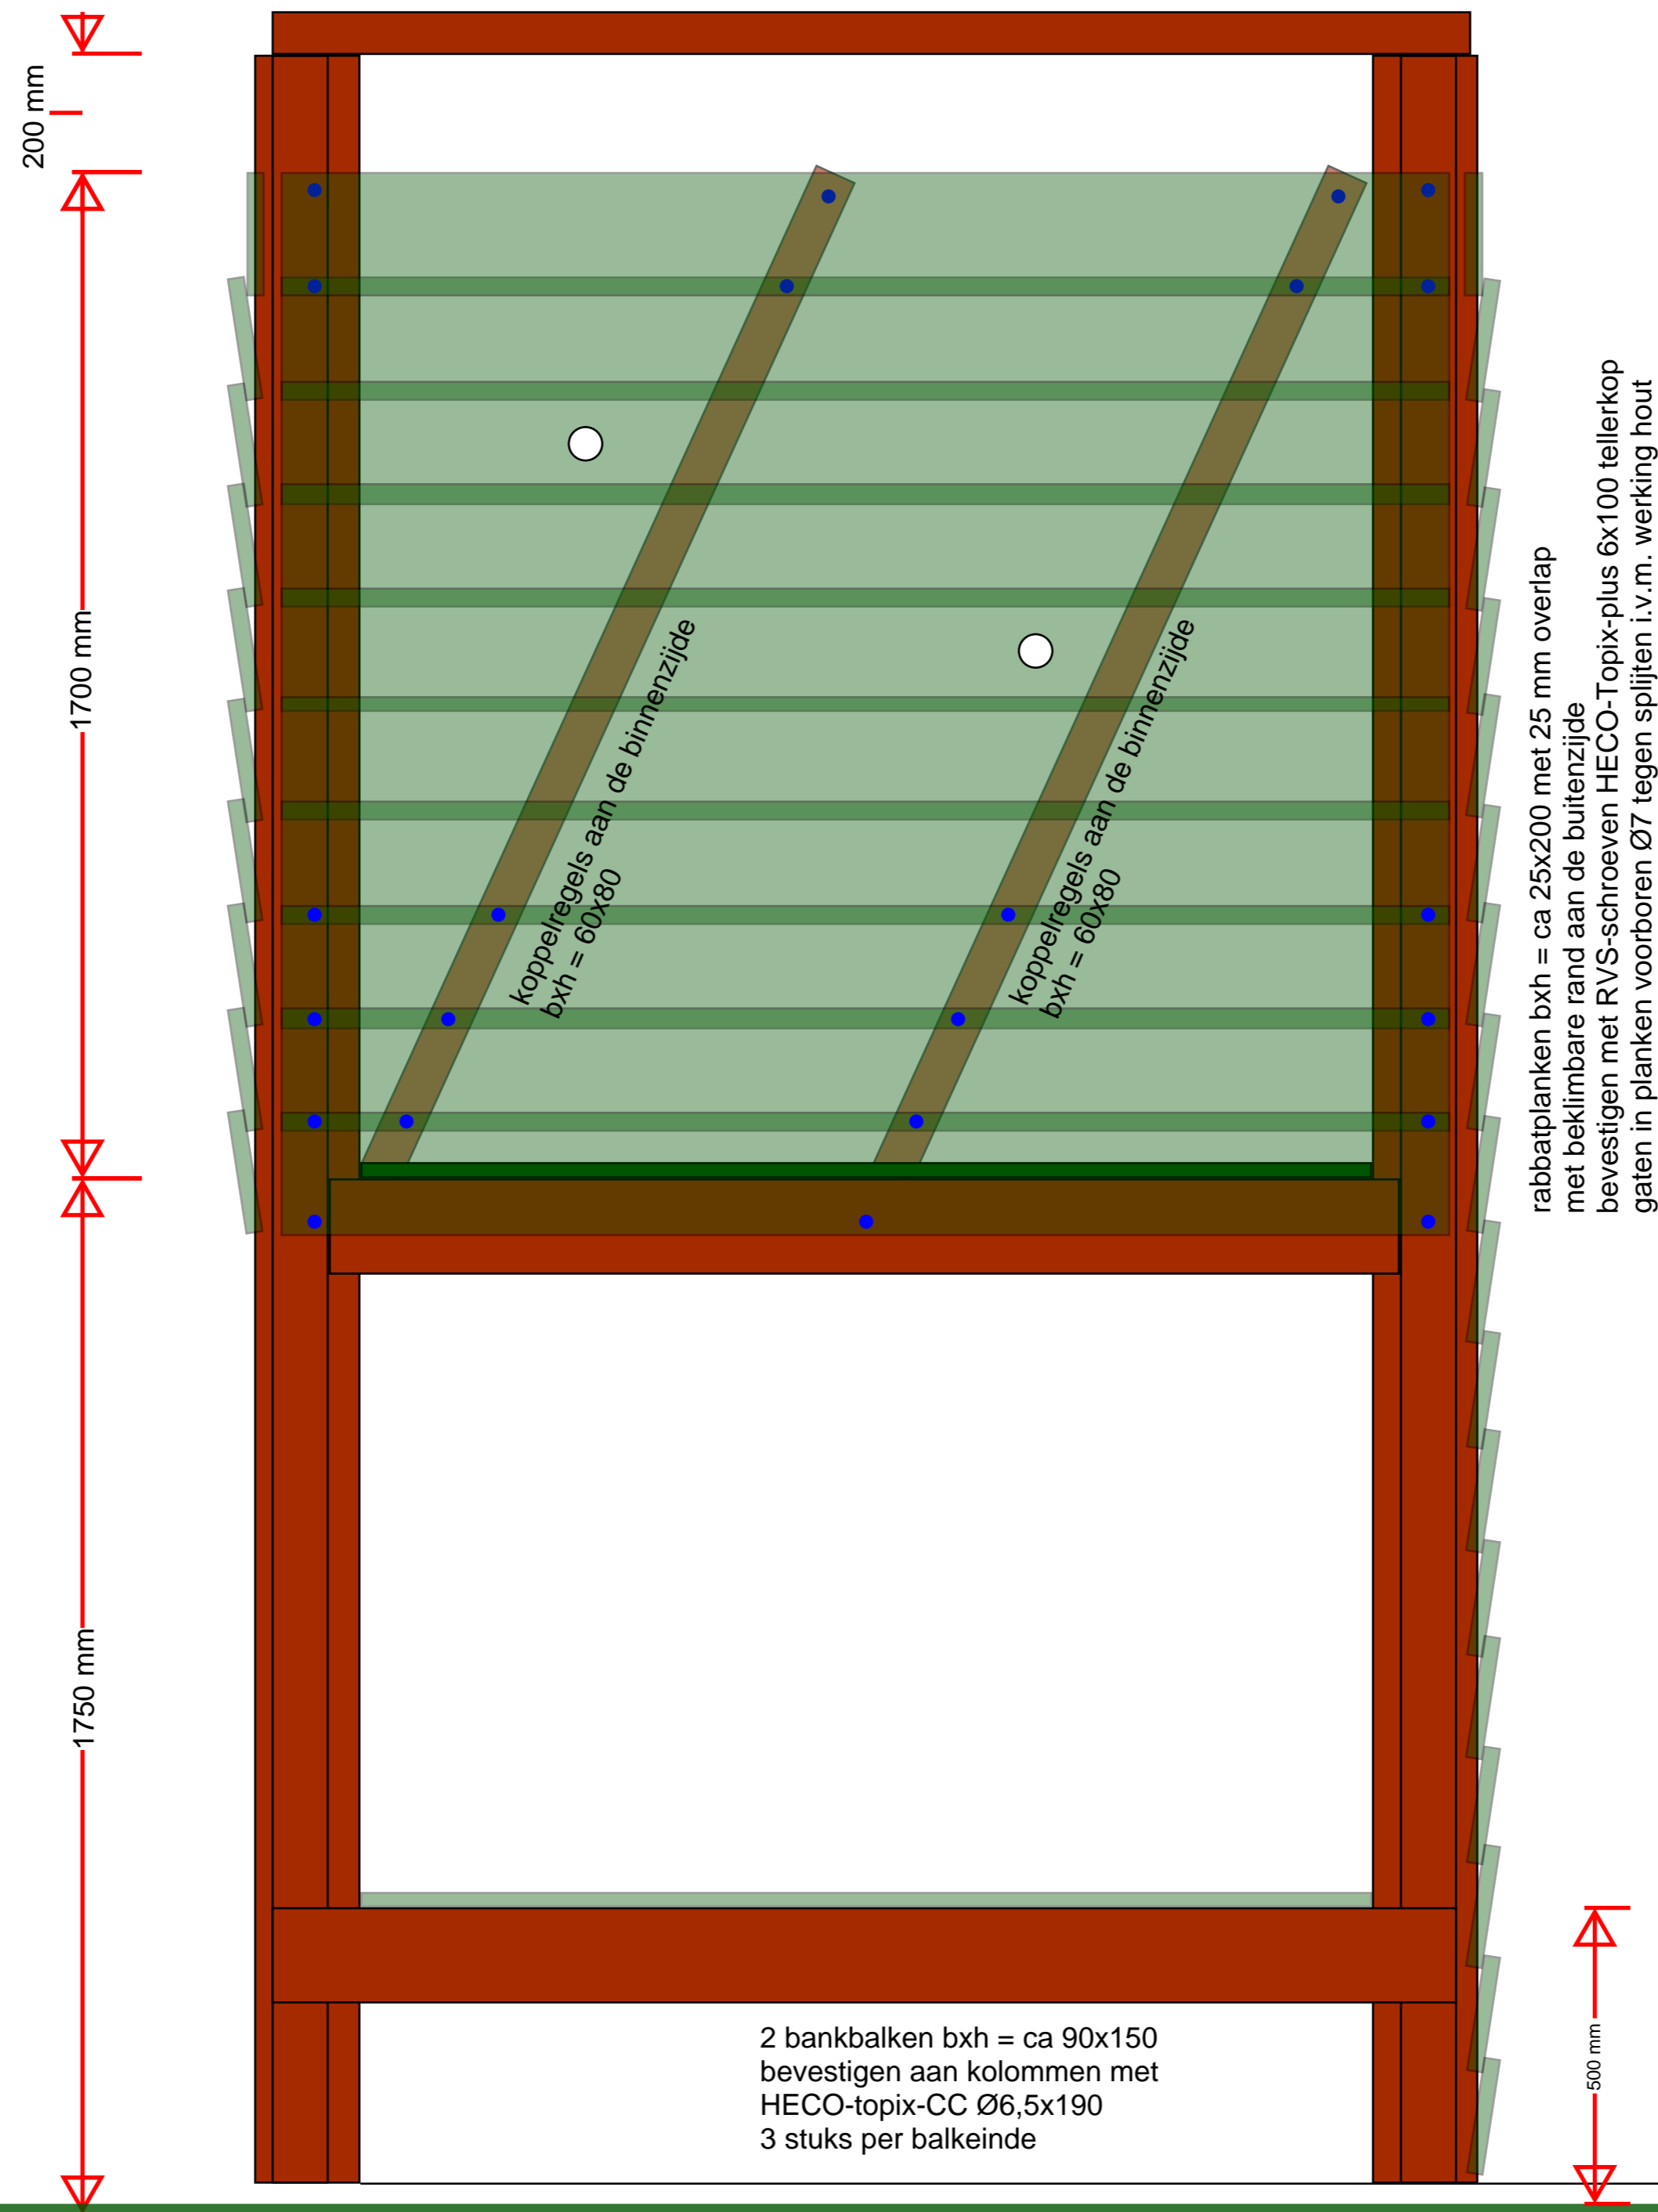 200 mm
1700 mm
1750 mm
koppelregels aan de binnenzijde
bxh = 60x80
koppelregels aan de binnenzijde
bxh = 60x80
rabbatplanken bxh = ca 25x200 met 25 mm overlap
met beklimbare rand aan de buitenzijde
bevestigen met RVS-schroeven HECO-Topix-plus 6x100 tellerkop
gaten in planken voorboren Ø7 tegen splijten i.v.m. werking hout
2 bankbalken bxh = ca 90x150
bevestigen aan kolommen met
HECO-topix-CC Ø6,5x190
3 stuks per balkeinde
500 mm